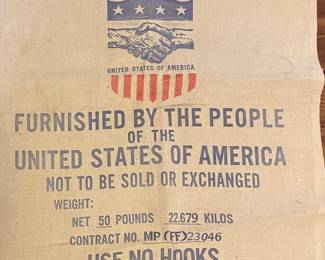 UNITED STATES OF AMERICA
FURNISHED BY THE PEOPLE
OF THE
UNITED STATES OF AMERICA
NOT TO BE SOLD OR EXCHANGED
WEIGHT:
NET 50 POUNDS 22.679 KILOS
CONTRACT NO. MP (FF)23046
USE NO HOOKS